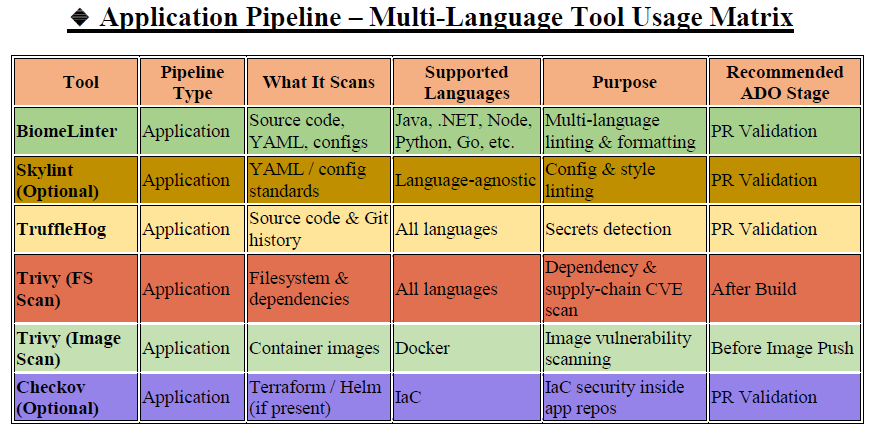 ◆ Application Pipeline – Multi-Language Tool Usage Matrix
Tool
Pipeline
Type
What It Scans
Supported
Languages
Purpose
Recommended
ADO Stage
BiomeLinter
Application
Source code,
YAML, configs
Java, .NET, Node,
Python, Go, etc.
Multi-language
linting & formatting
PR Validation
Skylint
(Optional)
Application
YAML / config
standards
Language-agnostic
Config & style
linting
PR Validation
TruffleHog
Application
Source code & Git
history
All languages
Secrets detection
PR Validation
Trivy (FS
Scan)
Application
Filesystem &
dependencies
All languages
Dependency &
supply-chain CVE
scan
After Build
Trivy (Image
Scan)
Application
Container images
Docker
Image vulnerability
scanning
Before Image Push
Checkov
(Optional)
Application
Terraform / Helm
(if present)
IaC
IaC security inside
app repos
PR Validation